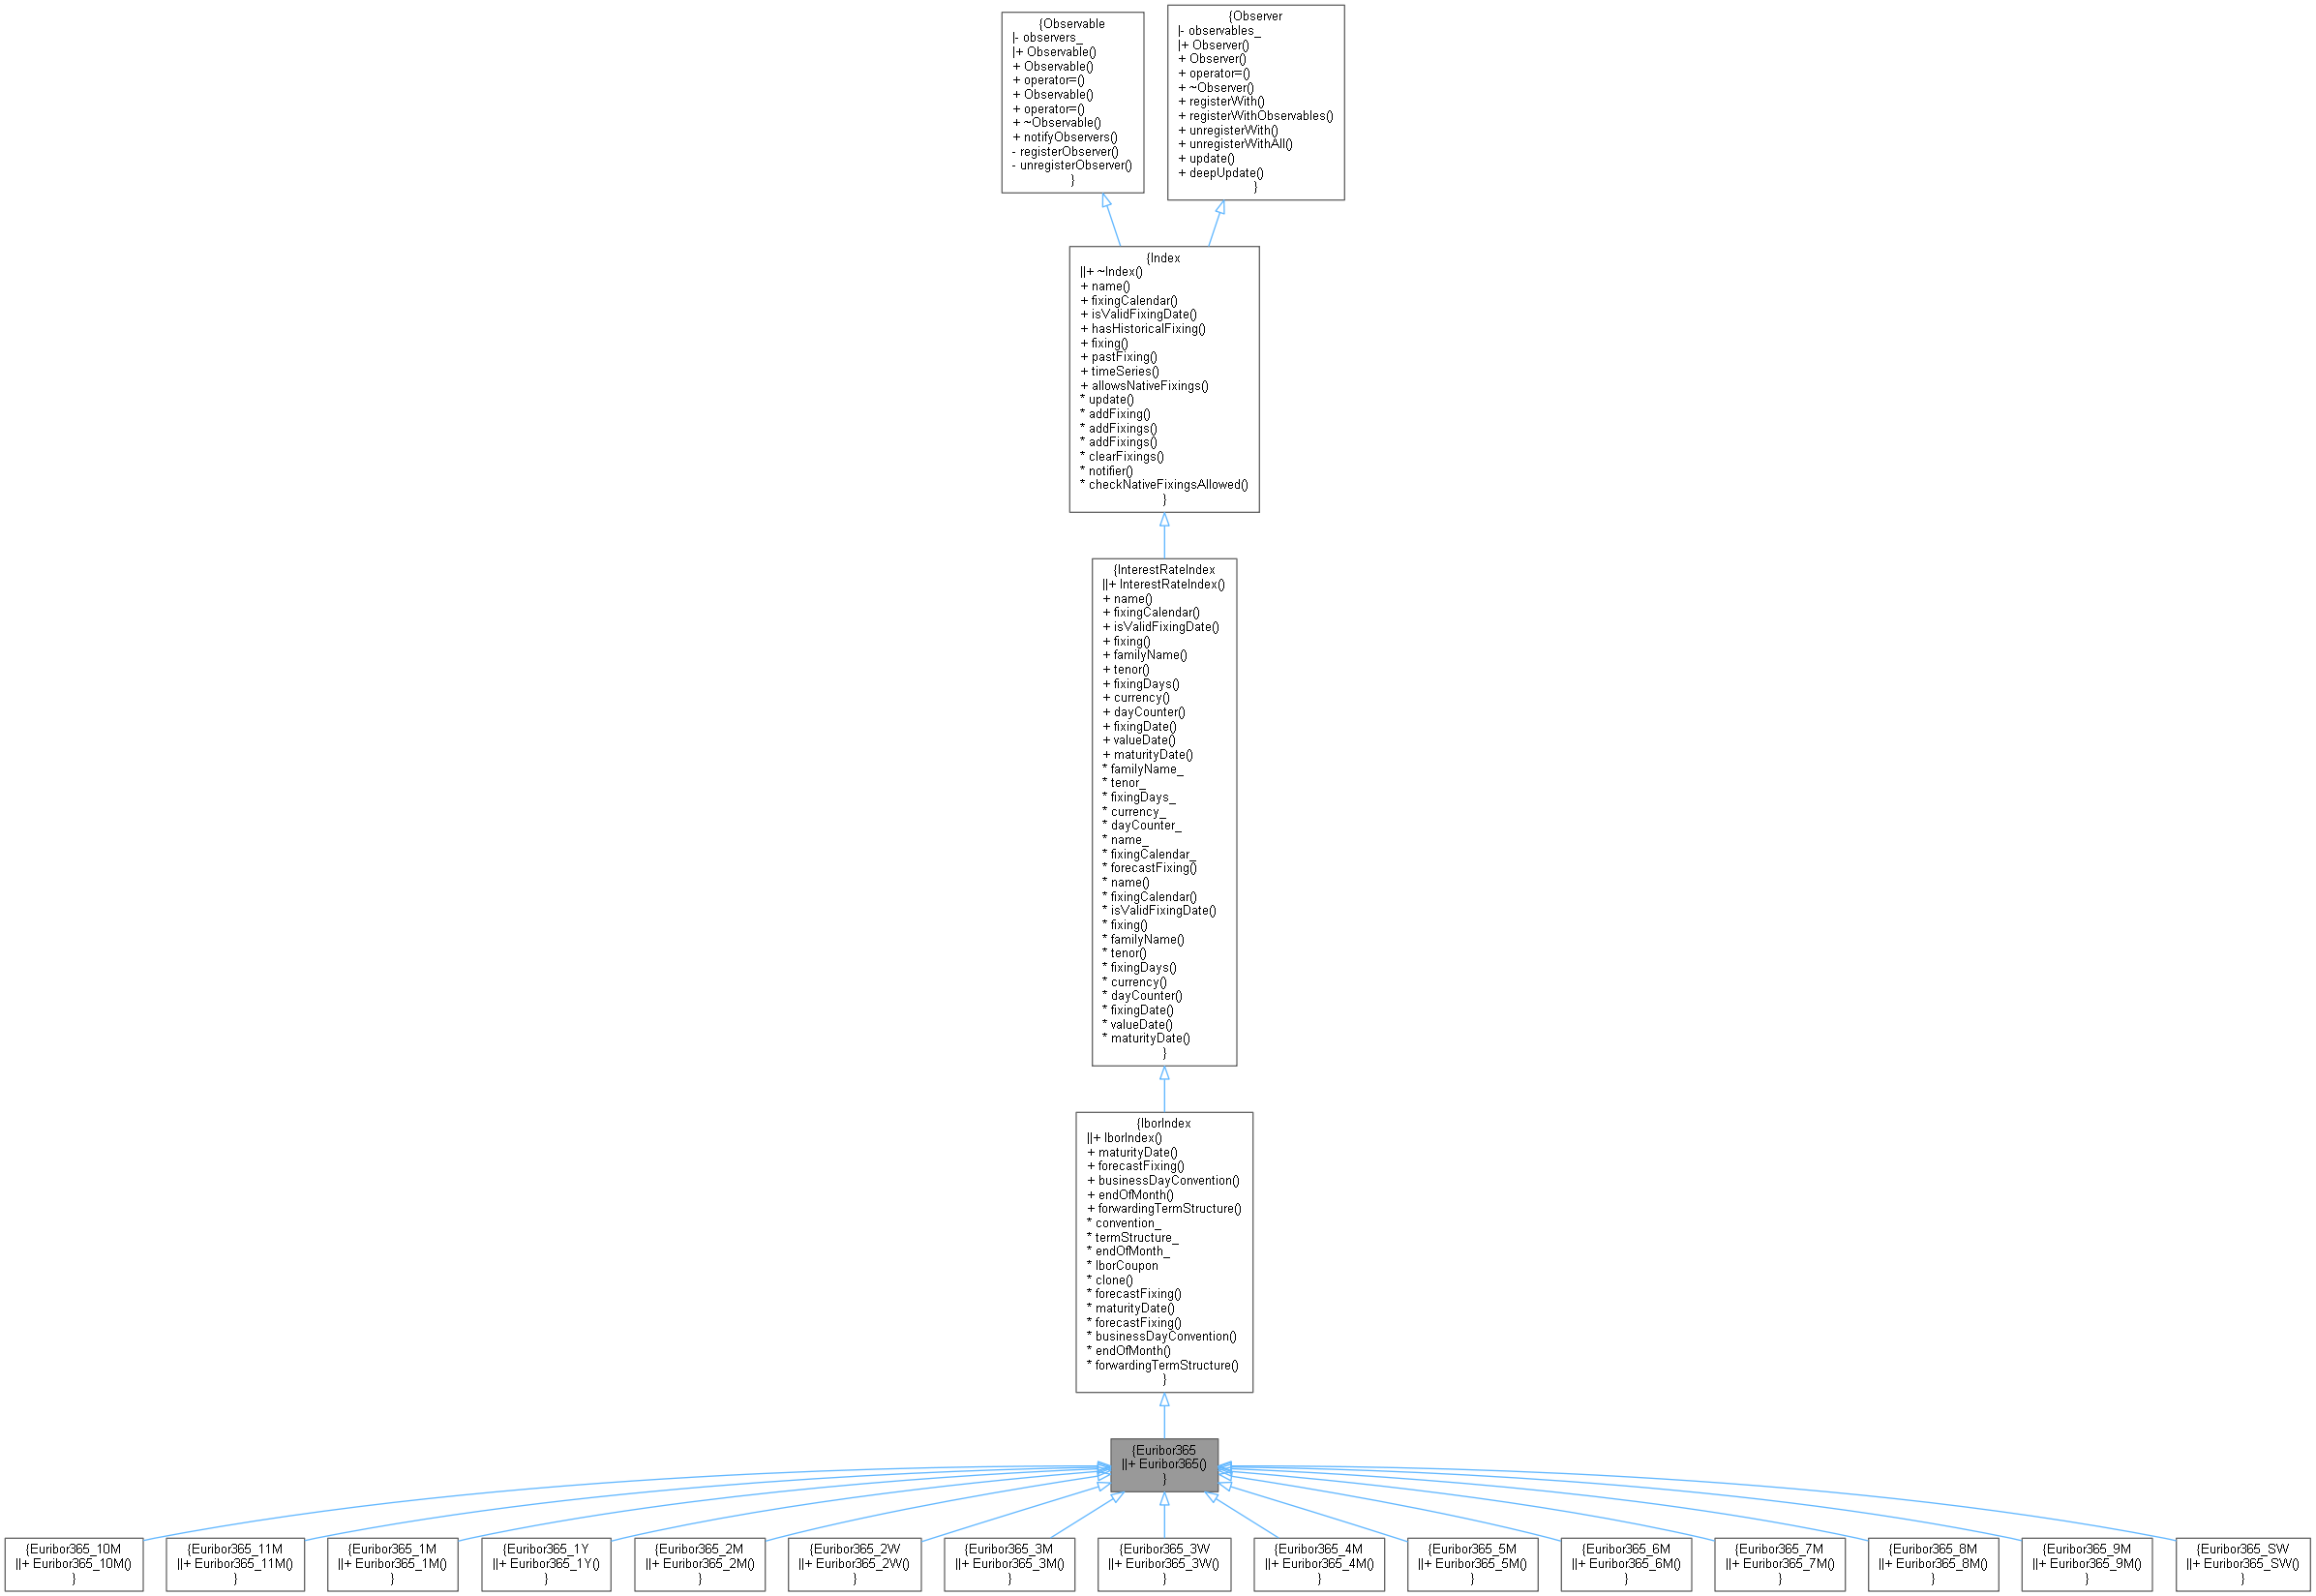 {Observable
|- observers_
|+ Observable()
+ Observable()
+ operator=()
+ Observable()
+ operator=()
+ ~Observable()
+ notifyObservers()
- registerObserver()
- unregisterObserver()
}
{Observer
|- observables_
|+ Observer()
+ Observer()
+ operator=()
+ ~Observer()
+ registerWith()
+ registerWithObservables()
+ unregisterWith()
+ unregisterWithAll()
+ update()
+ deepUpdate()
}
{Index
||+ ~Index()
+ name()
+ fixingCalendar()
+ isValidFixingDate()
+ hasHistoricalFixing()
+ fixing()
+ pastFixing()
+ timeSeries()
+ allowsNativeFixings()
* update()
* addFixing()
* addFixings()
* addFixings()
* clearFixings()
* notifier()
* checkNativeFixingsAllowed()
}
{InterestRateIndex
||+ InterestRateIndex()
+ name()
+ fixingCalendar()
+ isValidFixingDate()
+ fixing()
+ familyName()
+ tenor()
+ fixingDays()
+ currency()
+ dayCounter()
+ fixingDate()
+ valueDate()
+ maturityDate()
* familyName_
* tenor_
* fixingDays_
* currency_
* dayCounter_
* name_
* fixingCalendar_
* forecastFixing()
* name()
* fixingCalendar()
* isValidFixingDate()
* fixing()
* familyName()
* tenor()
* fixingDays()
* currency()
* dayCounter()
* fixingDate()
* valueDate()
* maturityDate()
}
{IborIndex
||+ IborIndex()
+ maturityDate()
+ forecastFixing()
+ businessDayConvention()
+ endOfMonth()
+ forwardingTermStructure()
* convention_
* termStructure_
* endOfMonth_
* IborCoupon
* clone()
* forecastFixing()
* maturityDate()
* forecastFixing()
* businessDayConvention()
* endOfMonth()
* forwardingTermStructure()
}
{Euribor365
||+ Euribor365()
}
{Euribor365_10M
||+ Euribor365_10M()
}
{Euribor365_11M
||+ Euribor365_11M()
}
{Euribor365_1M
||+ Euribor365_1M()
}
{Euribor365_1Y
||+ Euribor365_1Y()
}
{Euribor365_2M
||+ Euribor365_2M()
}
{Euribor365_2W
||+ Euribor365_2W()
}
{Euribor365_3M
||+ Euribor365_3M()
}
{Euribor365_3W
||+ Euribor365_3W()
}
{Euribor365_4M
||+ Euribor365_4M()
}
{Euribor365_5M
||+ Euribor365_5M()
}
{Euribor365_6M
||+ Euribor365_6M()
}
{Euribor365_7M
||+ Euribor365_7M()
}
{Euribor365_8M
||+ Euribor365_8M()
}
{Euribor365_9M
||+ Euribor365_9M()
}
{Euribor365_SW
||+ Euribor365_SW()
}